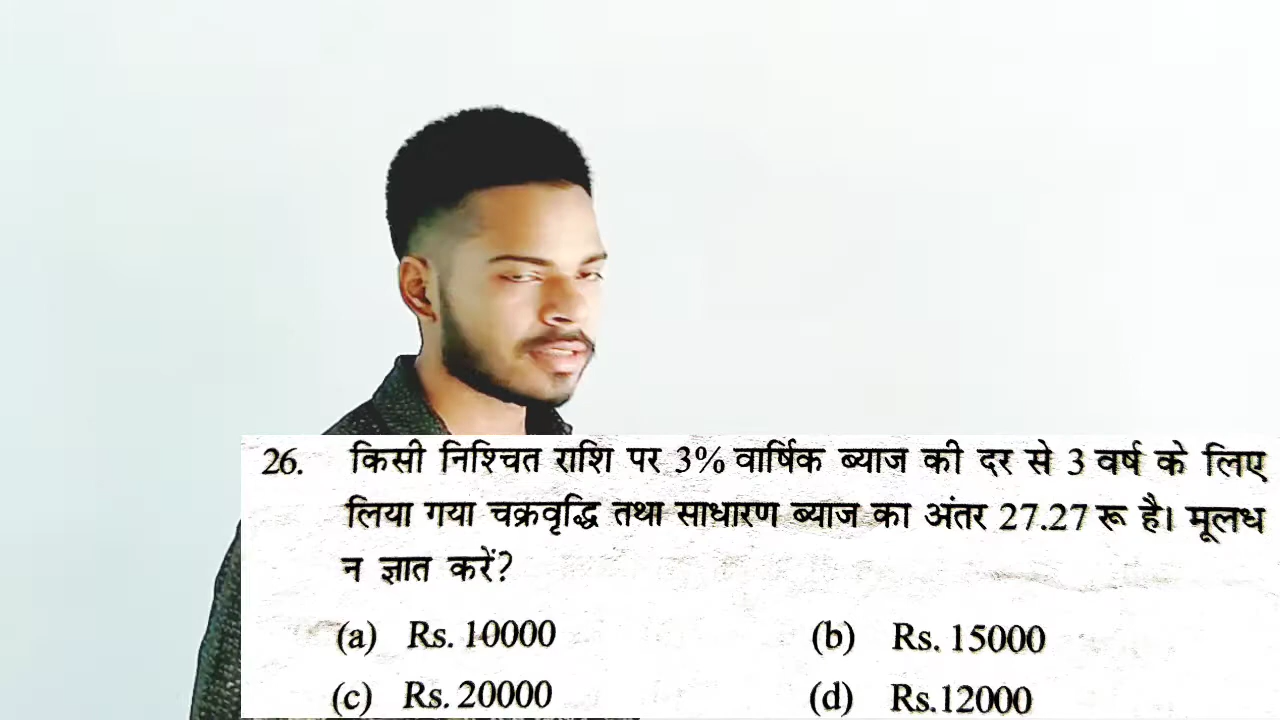 26. किसी निश्चित राशि पर 3% वार्षिक ब्याज की दर से 3 वर्ष के लिए
लिया गया चक्रवृद्धि तथा साधारण ब्याज का अंतर 27.27 रू है। मूलध
न ज्ञात करें?
(a) Rs. 10000 (b) Rs. 15000
(c) Rs. 20000 (d) Rs.12000